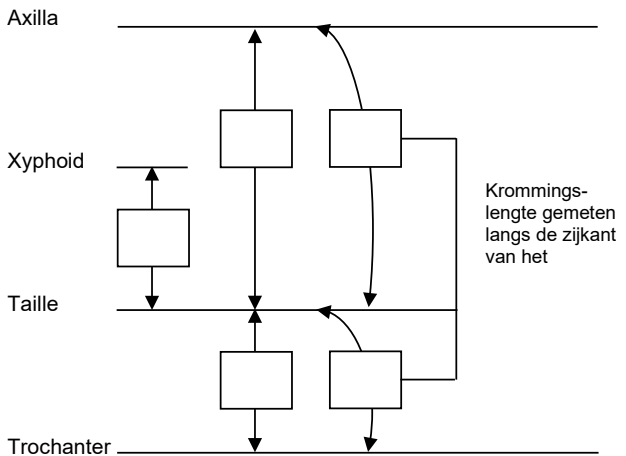 Axilla
Xyphoid
Krommings-
lengte gemeten
langs de zijkant
van het
Taille
Trochanter